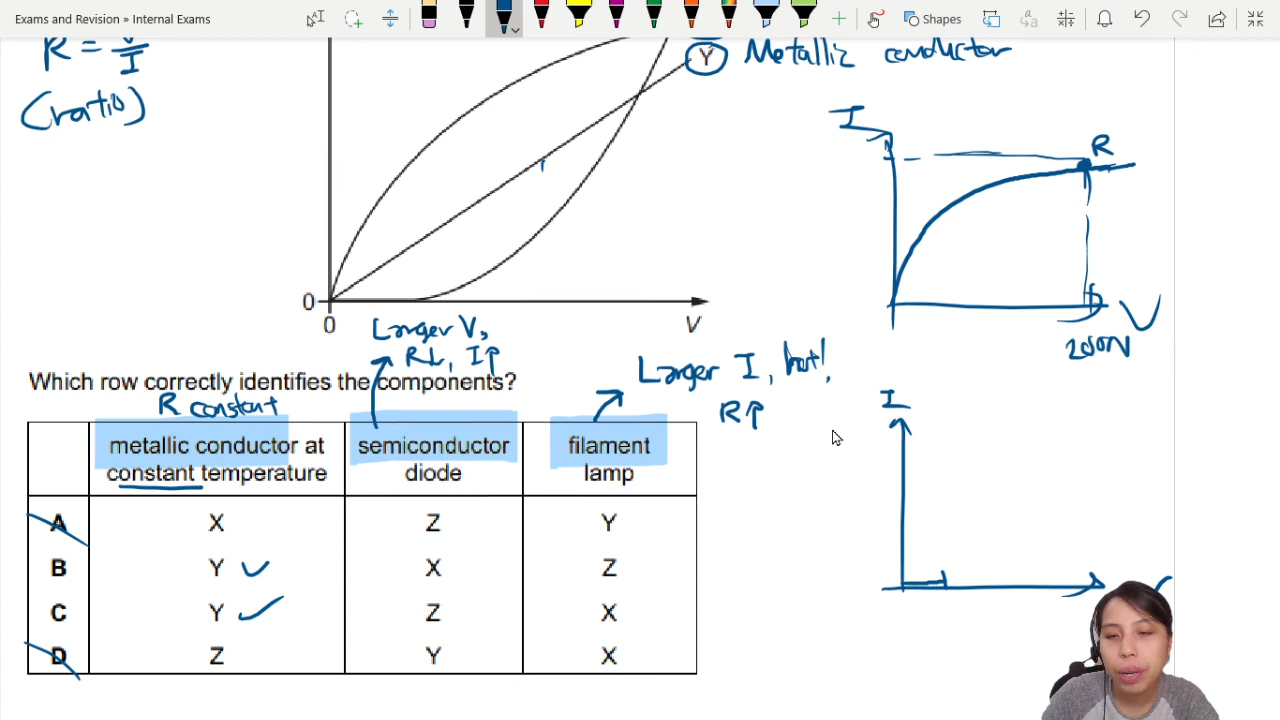 Exams and Revision » Internal Exams
Shapes
R = V/I
(ratio)
Y Metallic conductor
0
0
V
I
R
V
200V
Larger V,
R↓, I↑
Larger I, hot!,
R↑
Which row correctly identifies the components?
R constant
metallic conductor at constant temperature
semiconductor diode
filament lamp
A X Z Y
B Y ✓ X Z
C Y ✓ Z X
D Z Y X
I